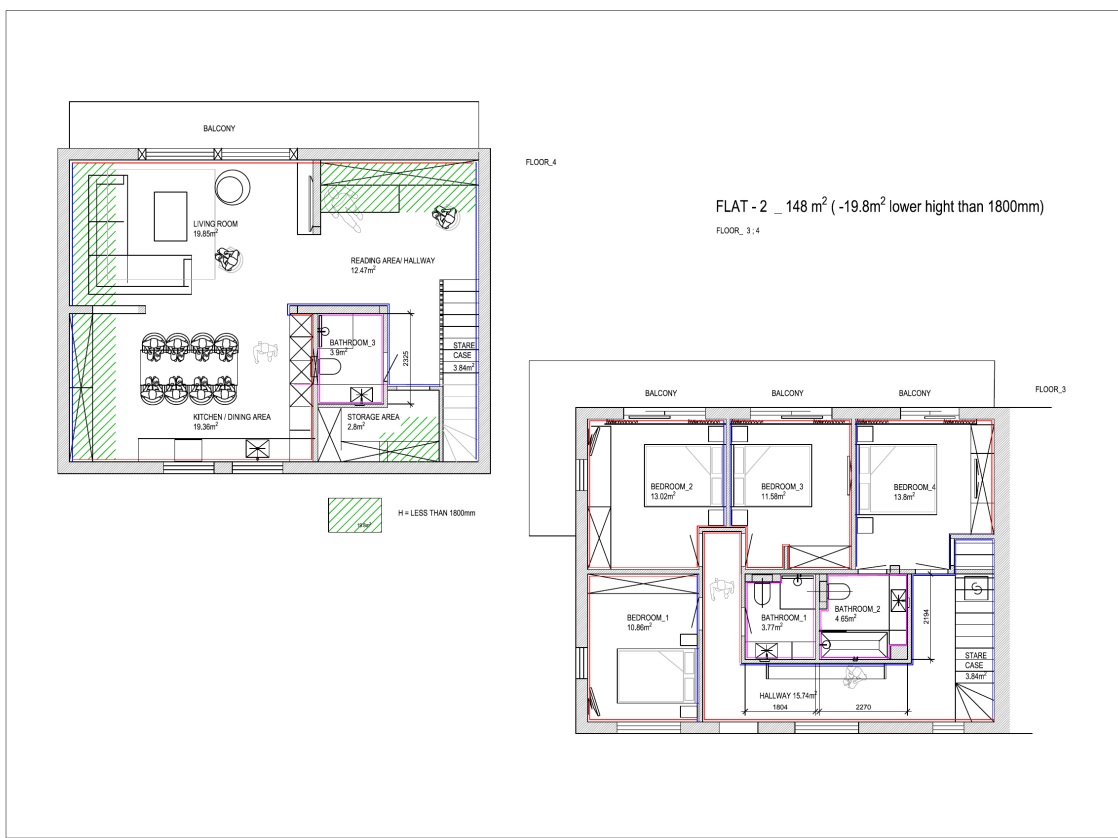 BALCONY
FLOOR_4
LIVING ROOM
19.85m²
READING AREA/ HALLWAY
12.47m²
BATHROOM_3
3.9m²
2325
STARE
CASE
3.84m²
KITCHEN / DINING AREA
19.36m²
STORAGE AREA
2.8m²
H = LESS THAN 1800mm
19.8m²
FLAT - 2 _ 148 m² ( -19.8m² lower hight than 1800mm)
FLOOR_ 3 ; 4
BALCONY
BALCONY
BALCONY
FLOOR_3
BEDROOM_2
13.02m²
BEDROOM_3
11.58m²
BEDROOM_4
13.8m²
BEDROOM_1
10.86m²
BATHROOM_1
3.77m²
BATHROOM_2
4.65m²
2194
STARE
CASE
3.84m²
HALLWAY 15.74m²
1804
2270